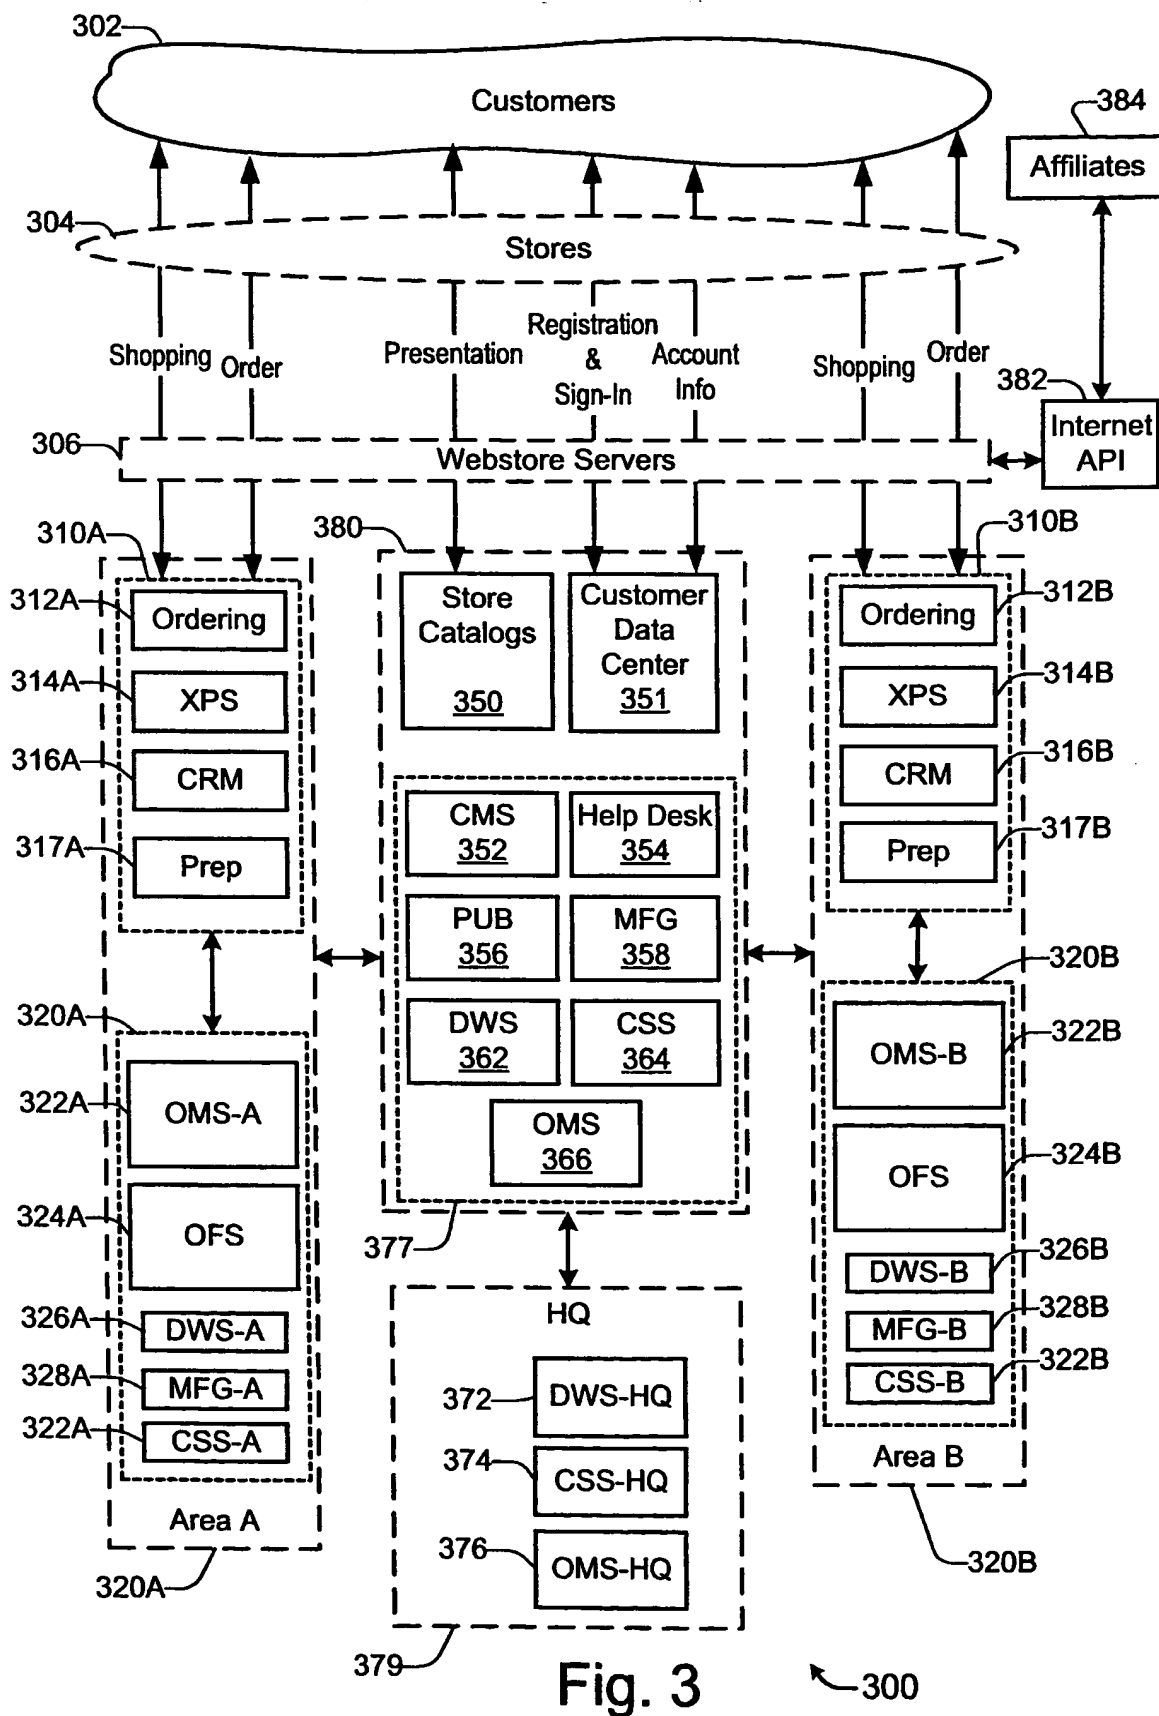 302
Customers
384
Affiliates
304
Stores
Shopping
Order
Presentation
Registration
&
Sign-In
Account
Info
Shopping
Order
382
Internet
API
306
Webstore Servers
310A
380
310B
312A
Ordering
Store
Catalogs
350
Customer
Data
Center
351
Ordering
312B
314A
XPS
XPS
314B
316A
CRM
CRM
316B
317A
Prep
CMS
352
Help Desk
354
Prep
317B
PUB
356
MFG
358
320B
320A
DWS
362
CSS
364
OMS-B
322B
322A
OMS-A
OMS
366
OFS
324B
324A
OFS
377
DWS-B
326B
326A
DWS-A
HQ
MFG-B
328B
328A
MFG-A
372
DWS-HQ
CSS-B
322B
322A
CSS-A
374
CSS-HQ
Area B
Area A
376
OMS-HQ
320B
320A
379
Fig. 3
300